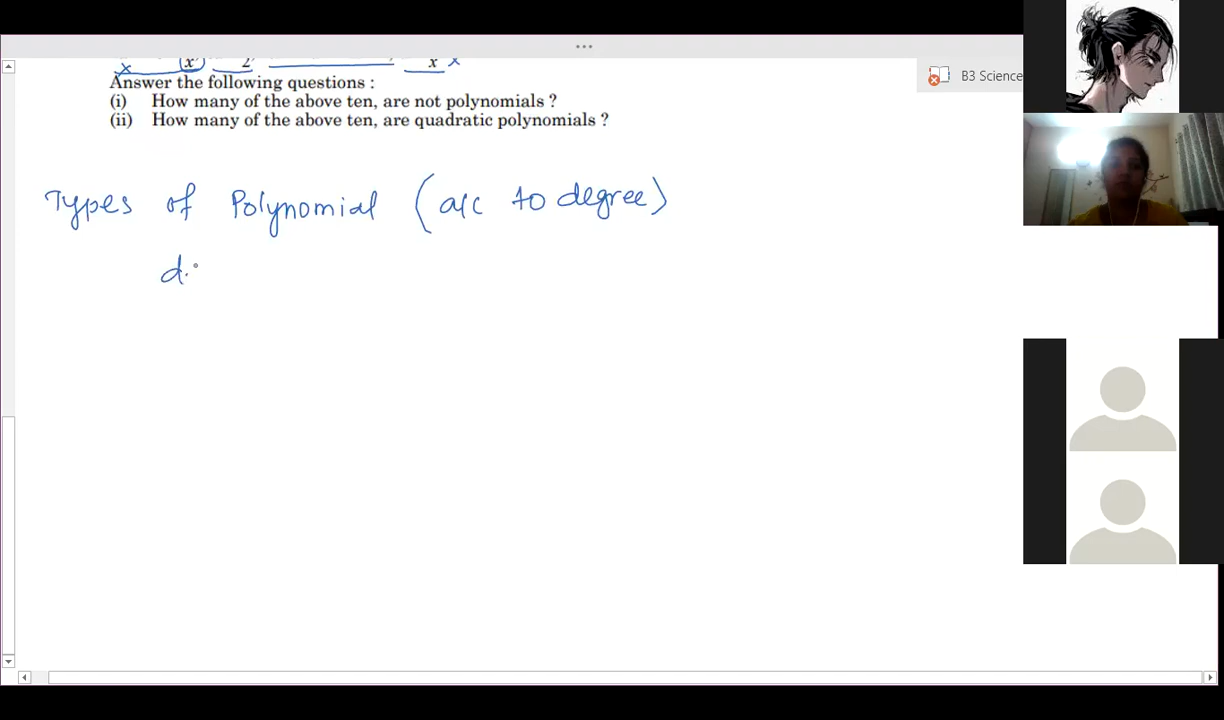 x x 2 x x
Answer the following questions :
(i) How many of the above ten, are not polynomials ?
(ii) How many of the above ten, are quadratic polynomials ?
B3 Science
Types of Polynomial (a/c to degree)
d.